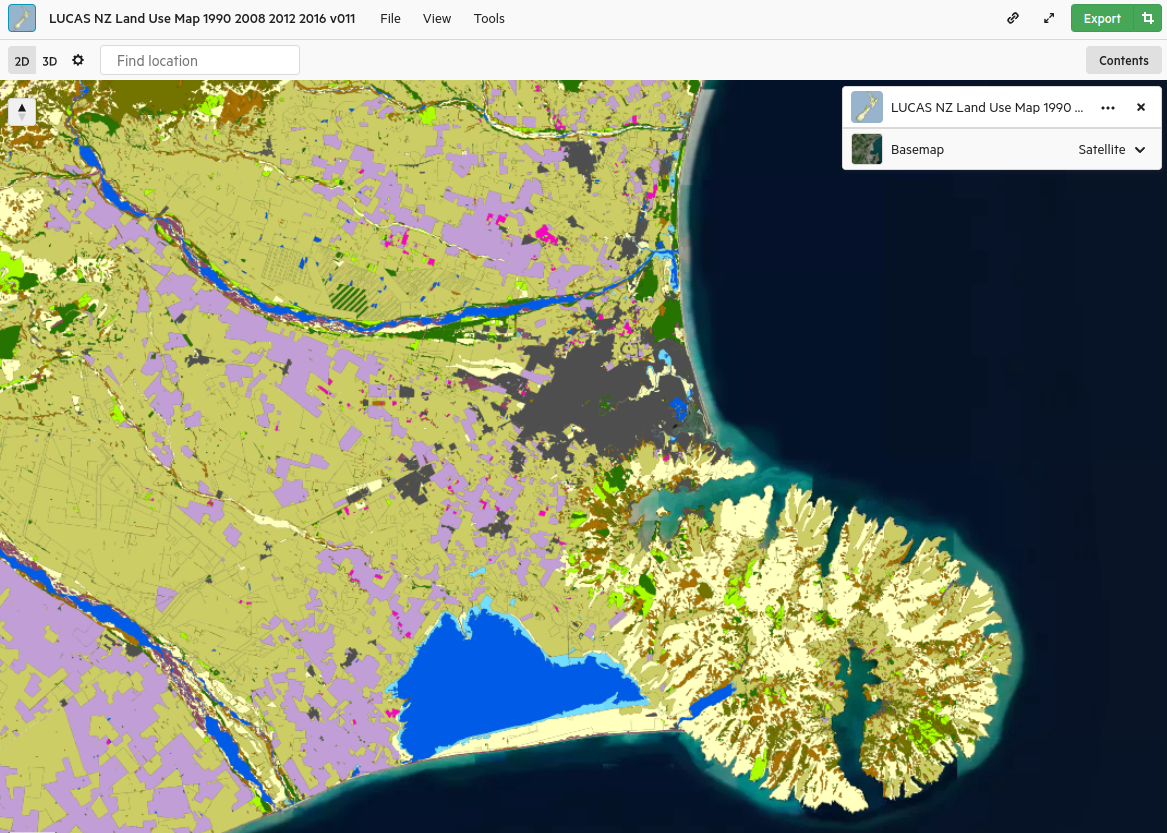 LUCAS NZ Land Use Map 1990 2008 2012 2016 v011 File View Tools Export
2D 3D Find location Contents
LUCAS NZ Land Use Map 1990 ...
Basemap Satellite